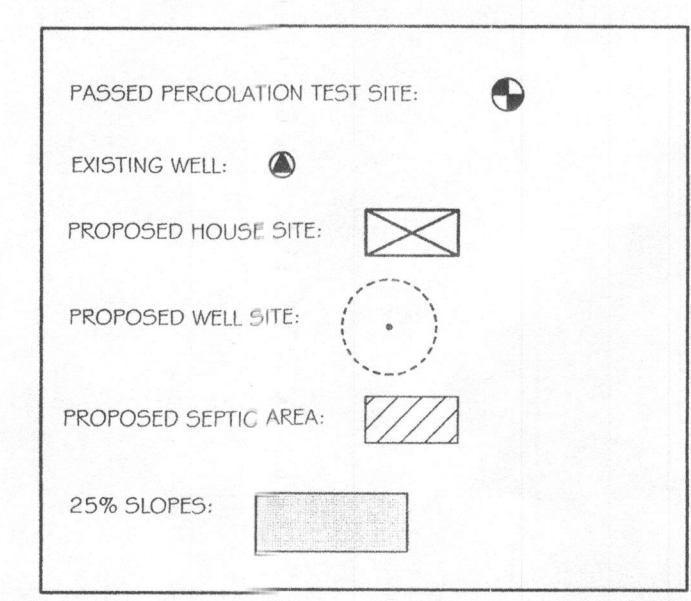 PASSED PERCOLATION TEST SITE:
EXISTING WELL:
PROPOSED HOUSE SITE:
PROPOSED WELL SITE:
PROPOSED SEPTIC AREA:
25% SLOPES: